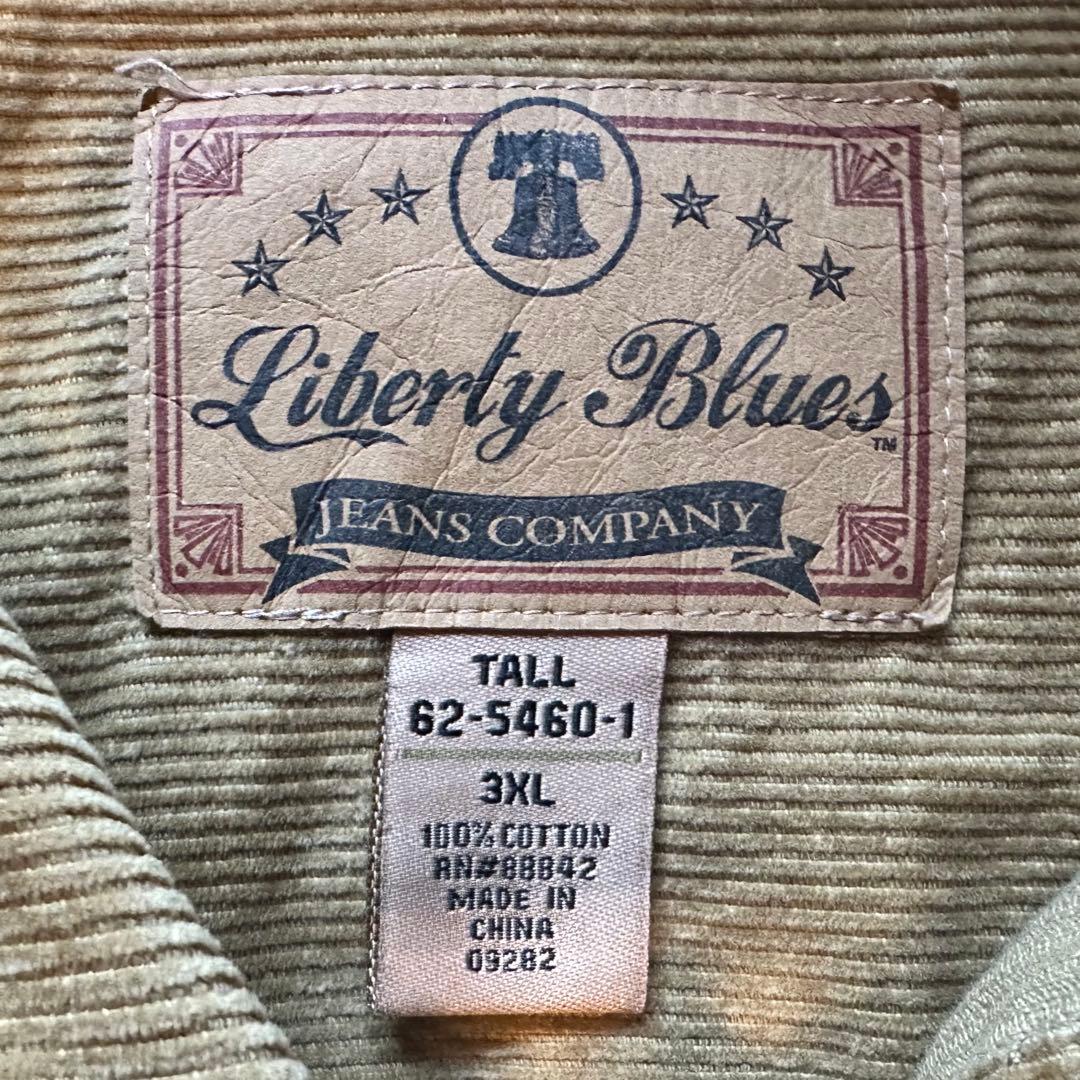 Liberty Blues
TM
JEANS COMPANY
TALL
62-5460-1
3XL
100% COTTON
RN#88842
MADE IN
CHINA
09282